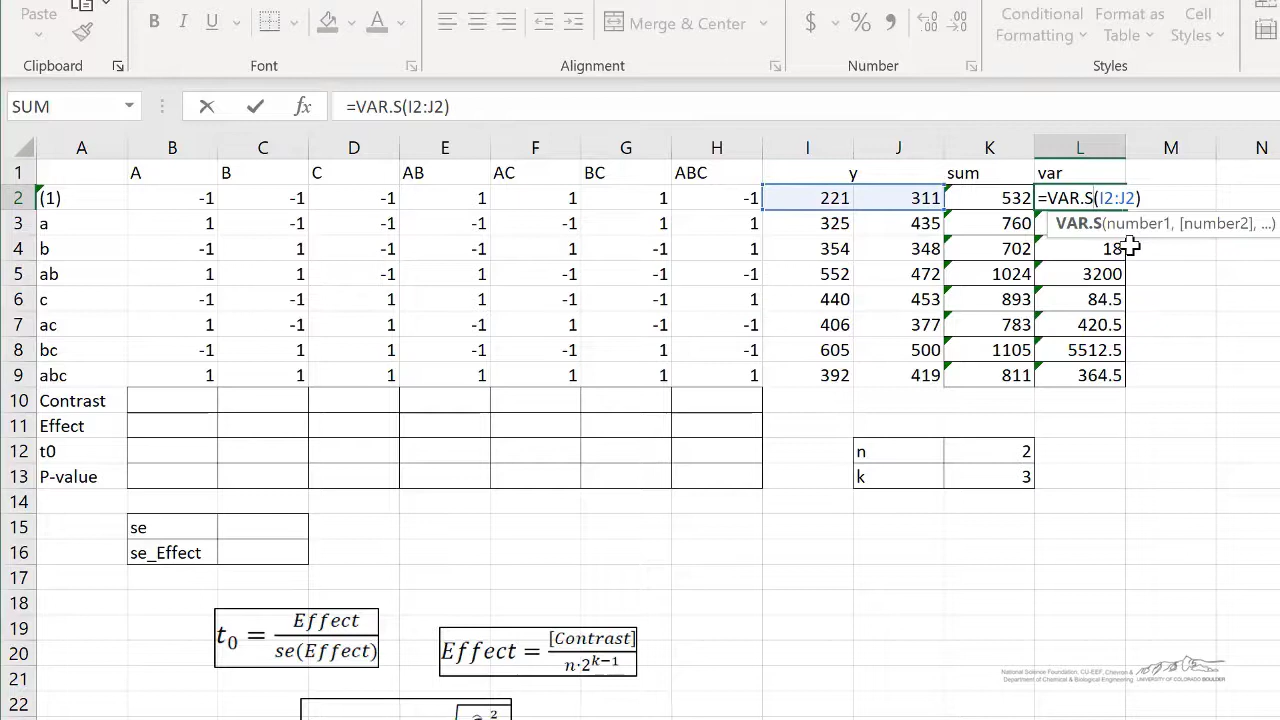 Paste
B I U
Merge & Center
$ % 9
Conditional Formatting
Format as Table
Cell Styles
Clipboard Font Alignment Number Styles
SUM fx =VAR.S(I2:J2)
A B C D E F G H I J K L M N
1 A B C AB AC BC ABC y sum var
2 (1) -1 -1 -1 1 1 1 -1 221 311 532 =VAR.S(I2:J2)
3 a 1 -1 -1 -1 -1 1 1 325 435 760 VAR.S(number1, [number2], ...)
4 b -1 1 -1 -1 1 -1 1 354 348 702 18
5 ab 1 1 -1 1 -1 -1 -1 552 472 1024 3200
6 c -1 -1 1 1 -1 -1 1 440 453 893 84.5
7 ac 1 -1 1 -1 1 -1 -1 406 377 783 420.5
8 bc -1 1 1 -1 -1 1 -1 605 500 1105 5512.5
9 abc 1 1 1 1 1 1 1 392 419 811 364.5
10 Contrast
11 Effect
12 t0 n 2
13 P-value k 3
14
15 se
16 se_Effect
17
18
19
20
21
22
t₀ = Effect / se(Effect)
Effect = [Contrast] / n·2^(k−1)
National Science Foundation, CU-EEF, Chevron &
Department of Chemical & Biological Engineering UNIVERSITY OF COLORADO BOULDER